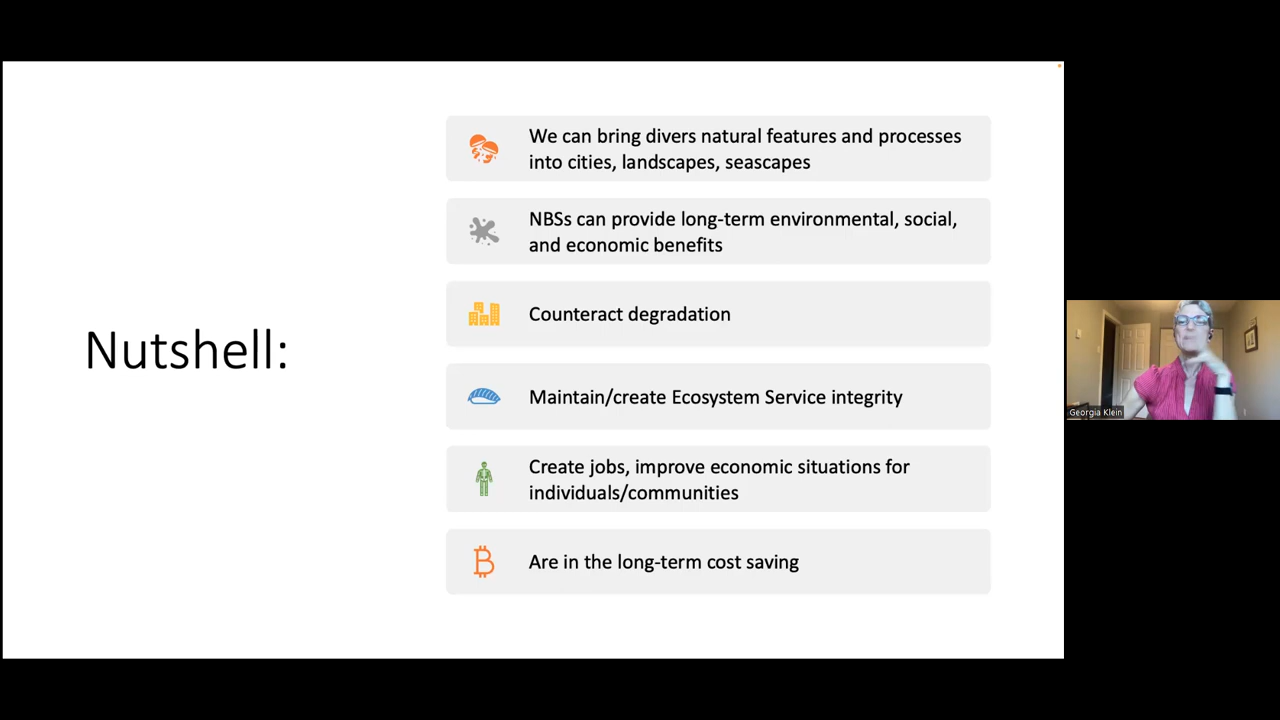 Nutshell:
We can bring divers natural features and processes
into cities, landscapes, seascapes
NBSs can provide long-term environmental, social,
and economic benefits
Counteract degradation
Maintain/create Ecosystem Service integrity
Create jobs, improve economic situations for
individuals/communities
Are in the long-term cost saving
Georgia Klein